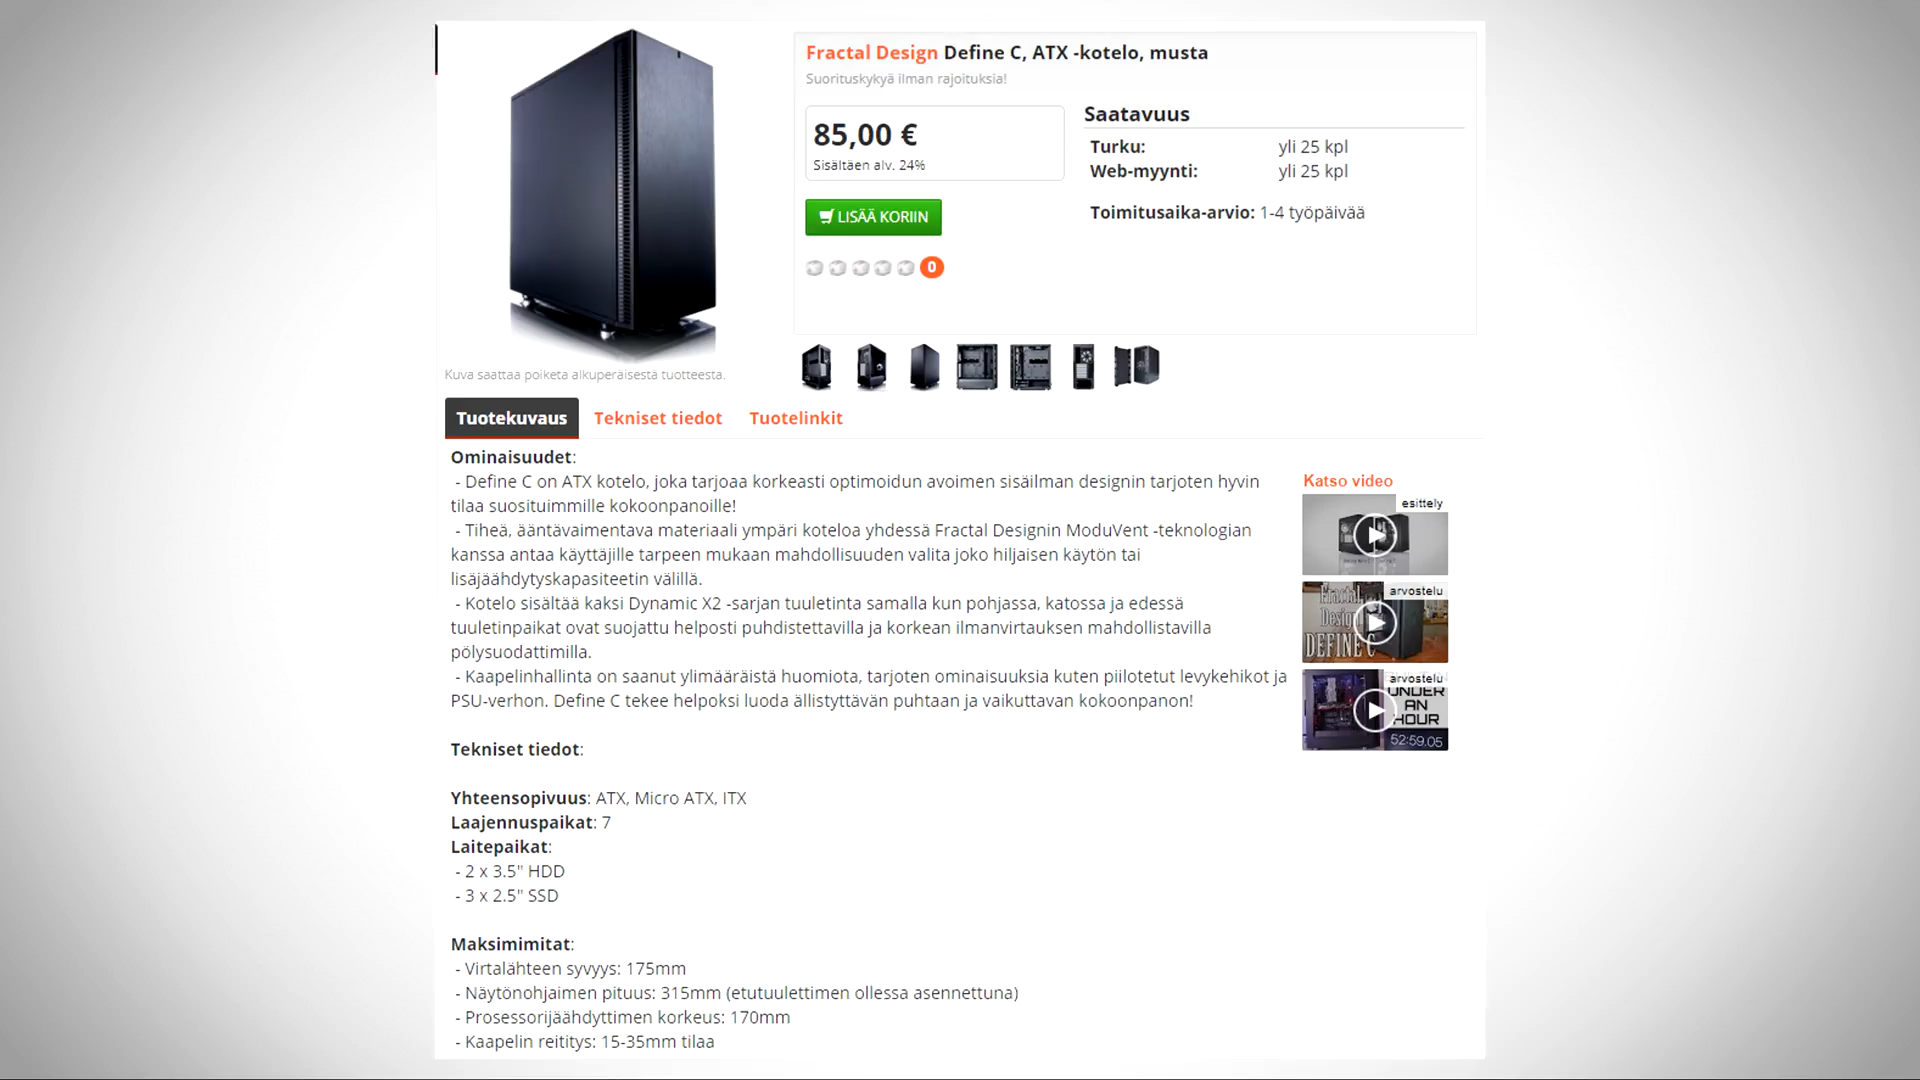 Fractal Design Define C, ATX -kotelo, musta
Suorituskykyä ilman rajoituksia!
85,00 €
Sisältäen alv. 24%
LISÄÄ KORIIN
0
Saatavuus
Turku: yli 25 kpl
Web-myynti: yli 25 kpl
Toimitusaika-arvio: 1-4 työpäivää
Kuva saattaa poiketa alkuperäisestä tuotteesta.
Tuotekuvaus Tekniset tiedot Tuotelinkit
Ominaisuudet:
- Define C on ATX kotelo, joka tarjoaa korkeasti optimoidun avoimen sisäilman designin tarjoten hyvin
tilaa suosituimmille kokoonpanoille!
- Tiheä, ääntävaimentava materiaali ympäri koteloa yhdessä Fractal Designin ModuVent -teknologian
kanssa antaa käyttäjille tarpeen mukaan mahdollisuuden valita joko hiljaisen käytön tai
lisäjäähdytyskapasiteetin välillä.
- Kotelo sisältää kaksi Dynamic X2 -sarjan tuuletinta samalla kun pohjassa, katossa ja edessä
tuuletinpaikat ovat suojattu helposti puhdistettavilla ja korkean ilmanvirtauksen mahdollistavilla
pölysuodattimilla.
- Kaapelinhallinta on saanut ylimääräistä huomiota, tarjoten ominaisuuksia kuten piilotetut levykehikot ja
PSU-verhon. Define C tekee helpoksi luoda ällistyttävän puhtaan ja vaikuttavan kokoonpanon!
Tekniset tiedot:
Yhteensopivuus: ATX, Micro ATX, ITX
Laajennuspaikat: 7
Laitepaikat:
- 2 x 3.5" HDD
- 3 x 2.5" SSD
Maksimimitat:
- Virtalähteen syvyys: 175mm
- Näytönohjaimen pituus: 315mm (etutuulettimen ollessa asennettuna)
- Prosessorijäähdyttimen korkeus: 170mm
- Kaapelin reititys: 15-35mm tilaa
Katso video
esittely
arvostelu
Fractal
Design
DEFINE C
arvostelu
UNDER
AN
HOUR
52:59.05